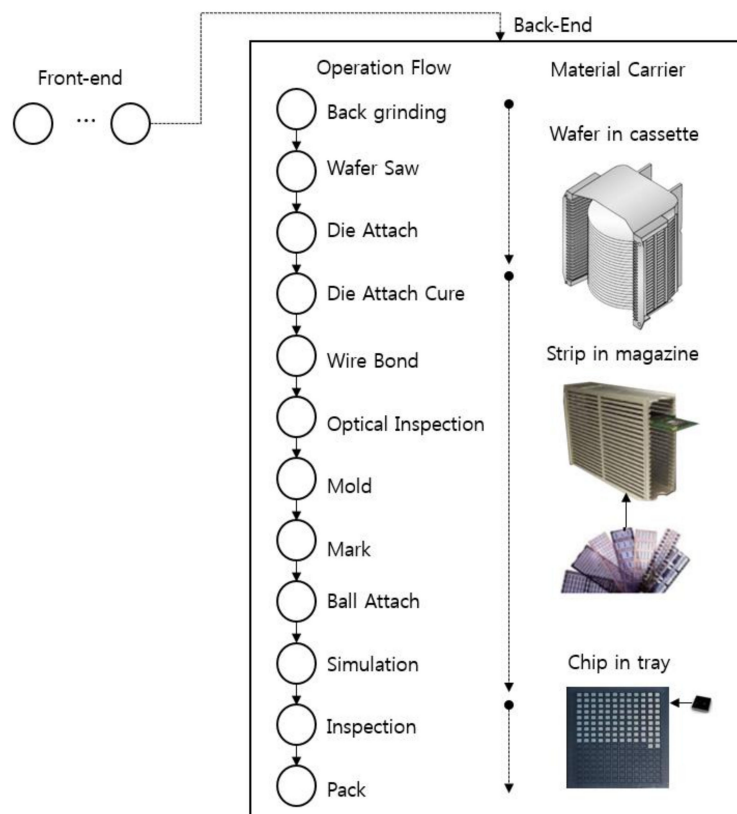 Back-End
Front-end
...
Operation Flow
Material Carrier
Back grinding
Wafer in cassette
Wafer Saw
Die Attach
Die Attach Cure
Wire Bond
Strip in magazine
Optical Inspection
Mold
Mark
Ball Attach
Simulation
Chip in tray
Inspection
Pack